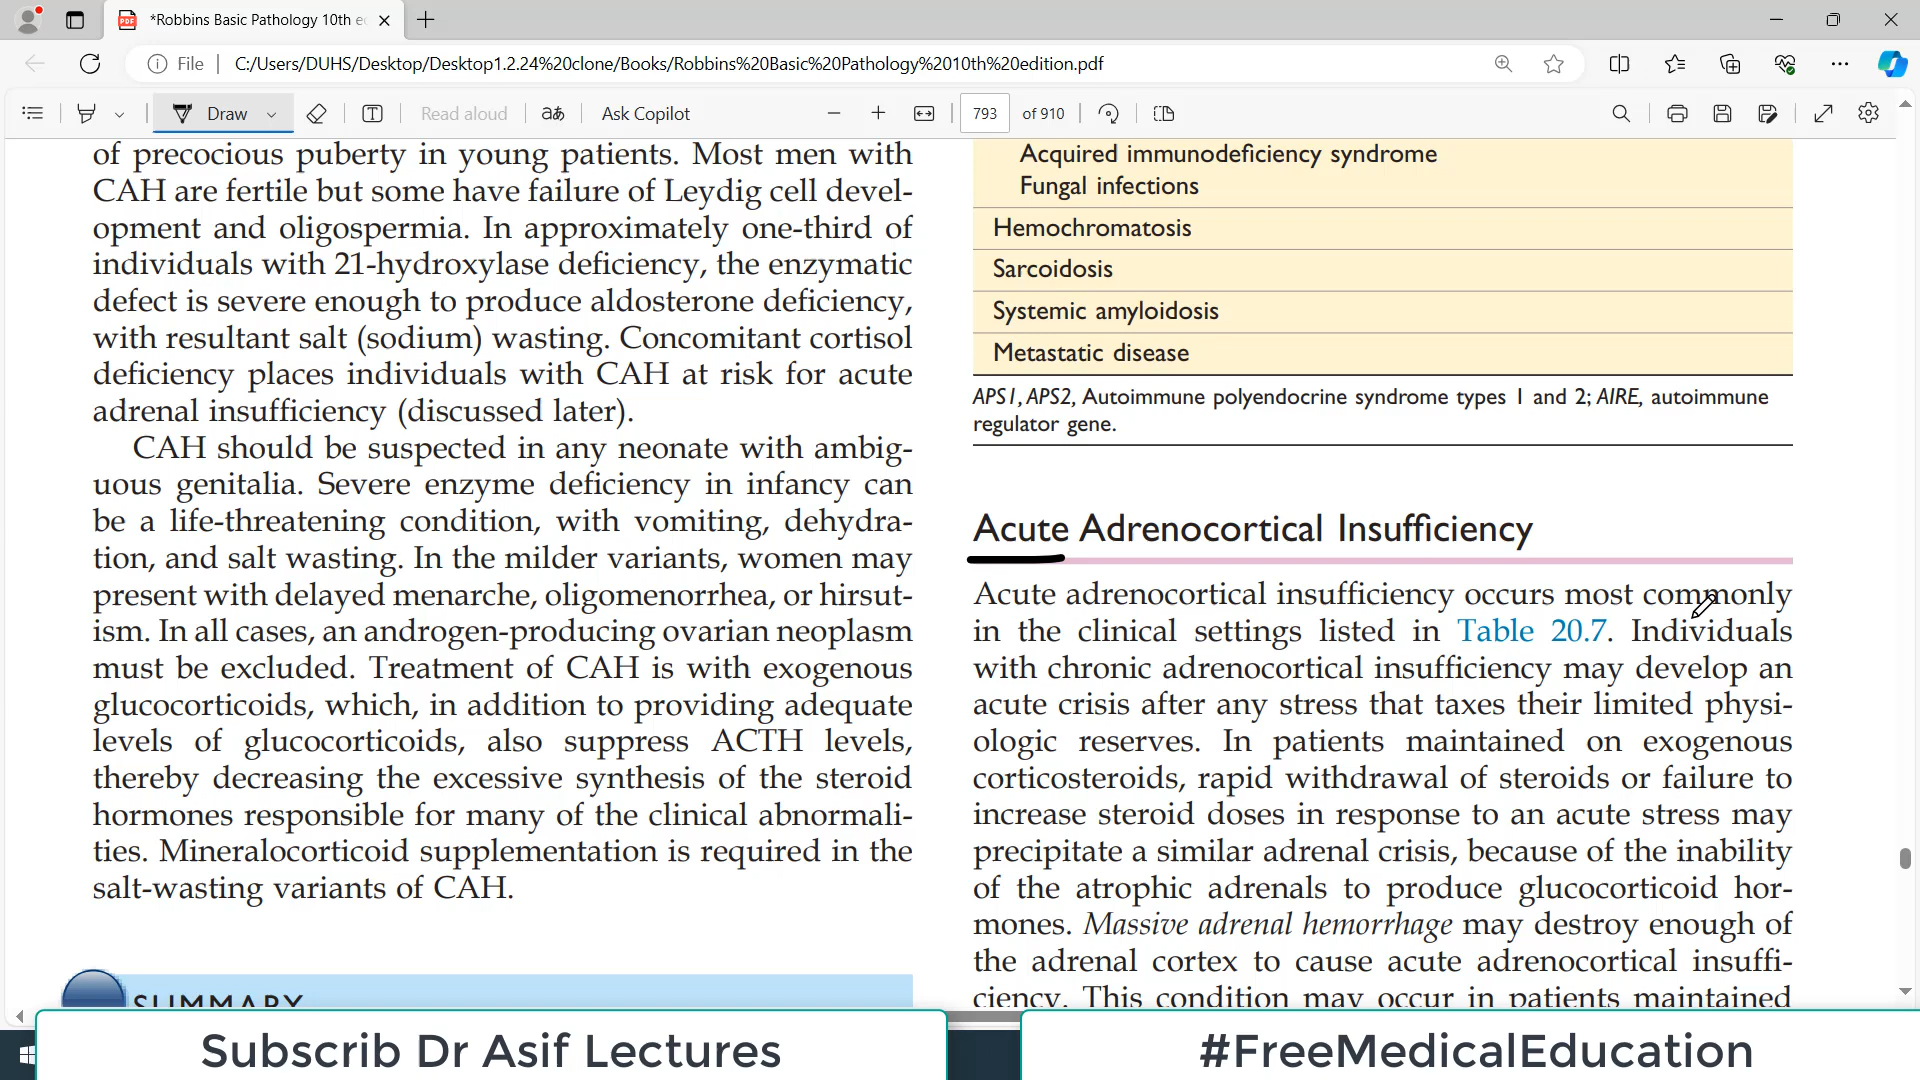 *Robbins Basic Pathology 10th e
File
C:/Users/DUHS/Desktop/Desktop1.2.24%20clone/Books/Robbins%20Basic%20Pathology%2010th%20edition.pdf
Draw
Read aloud
aあ
Ask Copilot
793
of 910
of precocious puberty in young patients. Most men with
CAH are fertile but some have failure of Leydig cell devel-
opment and oligospermia. In approximately one-third of
individuals with 21-hydroxylase deficiency, the enzymatic
defect is severe enough to produce aldosterone deficiency,
with resultant salt (sodium) wasting. Concomitant cortisol
deficiency places individuals with CAH at risk for acute
adrenal insufficiency (discussed later).
CAH should be suspected in any neonate with ambig-
uous genitalia. Severe enzyme deficiency in infancy can
be a life-threatening condition, with vomiting, dehydra-
tion, and salt wasting. In the milder variants, women may
present with delayed menarche, oligomenorrhea, or hirsut-
ism. In all cases, an androgen-producing ovarian neoplasm
must be excluded. Treatment of CAH is with exogenous
glucocorticoids, which, in addition to providing adequate
levels of glucocorticoids, also suppress ACTH levels,
thereby decreasing the excessive synthesis of the steroid
hormones responsible for many of the clinical abnormali-
ties. Mineralocorticoid supplementation is required in the
salt-wasting variants of CAH.
SUMMARY
Acquired immunodeficiency syndrome
Fungal infections
Hemochromatosis
Sarcoidosis
Systemic amyloidosis
Metastatic disease
APS1, APS2, Autoimmune polyendocrine syndrome types 1 and 2; AIRE, autoimmune
regulator gene.
Acute Adrenocortical Insufficiency
Acute adrenocortical insufficiency occurs most commonly
in the clinical settings listed in Table 20.7. Individuals
with chronic adrenocortical insufficiency may develop an
acute crisis after any stress that taxes their limited physi-
ologic reserves. In patients maintained on exogenous
corticosteroids, rapid withdrawal of steroids or failure to
increase steroid doses in response to an acute stress may
precipitate a similar adrenal crisis, because of the inability
of the atrophic adrenals to produce glucocorticoid hor-
mones. Massive adrenal hemorrhage may destroy enough of
the adrenal cortex to cause acute adrenocortical insuffi-
ciency. This condition may occur in patients maintained
Subscrib Dr Asif Lectures
#FreeMedicalEducation